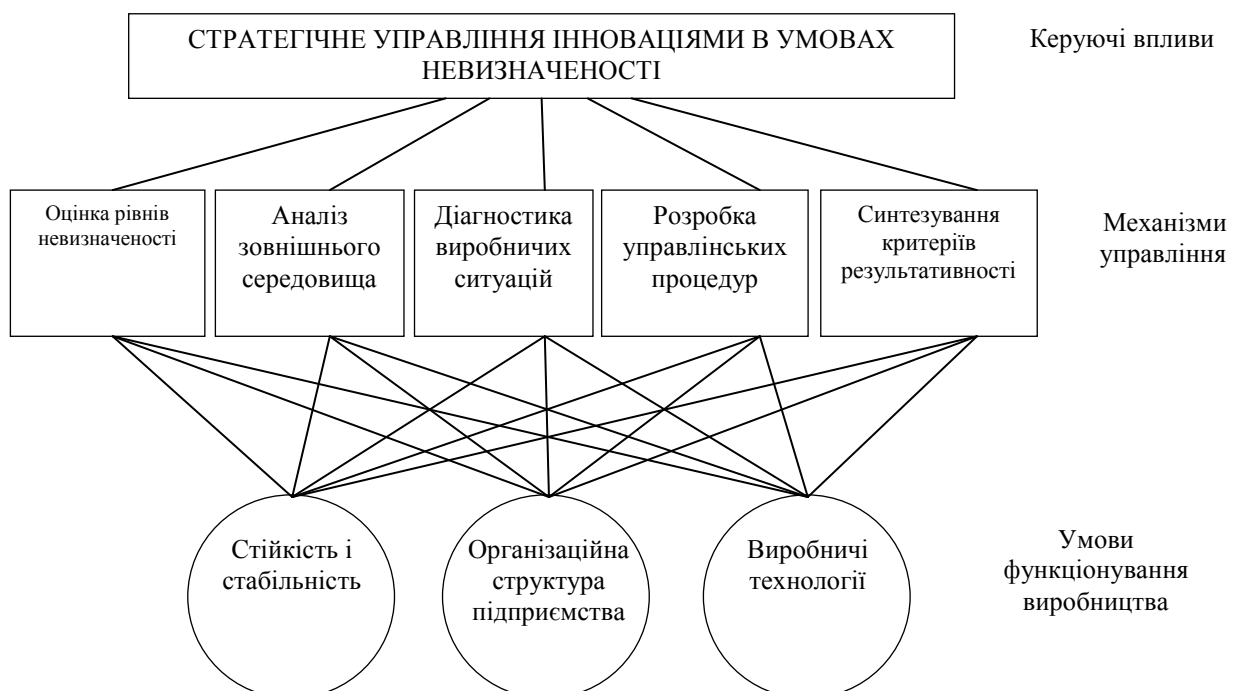 СТРАТЕГІЧНЕ УПРАВЛІННЯ ІННОВАЦІЯМИ В УМОВАХ
НЕВИЗНАЧЕНОСТІ
Керуючі впливи
Оцінка рівнів
невизначеності
Аналіз
зовнішнього
середовища
Діагностика
виробничих
ситуацій
Розробка
управлінських
процедур
Синтезування
критеріїв
результативності
Механізми
управління
Стійкість і
стабільність
Організаційна
структура
підприємства
Виробничі
технології
Умови
функціонування
виробництва